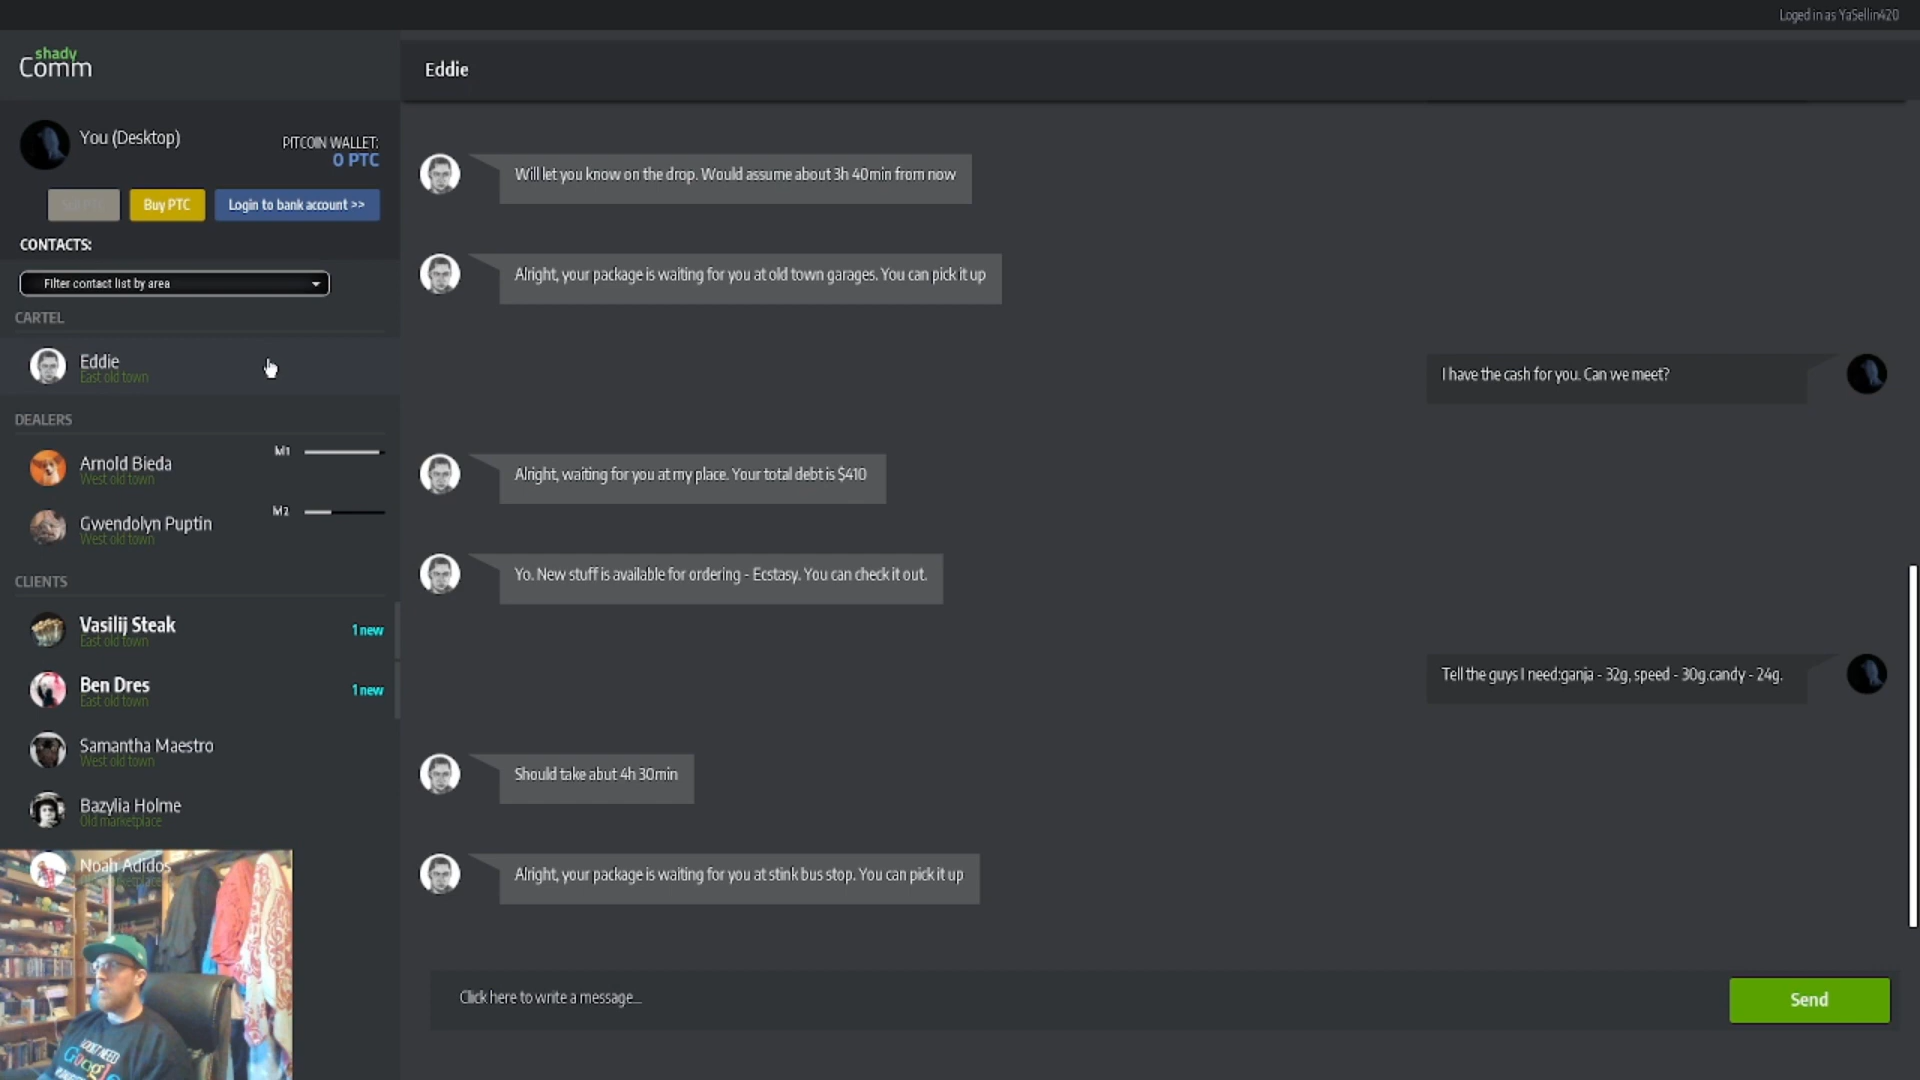 Loged in as YaSellin420
shady
Comm
Eddie
You (Desktop)
PITCOIN WALLET:
0 PTC
Buy PTC
Login to bank account >>
CONTACTS:
Filter contact list by area
CARTEL
Eddie
East old town
DEALERS
Arnold Bieda
West old town
M1
Gwendolyn Puptin
West old town
M2
CLIENTS
Vasilij Steak
East old town
1 new
Ben Dres
East old town
1 new
Samantha Maestro
West old town
Bazylia Holme
Old marketplace
Noah Adidos
Will let you know on the drop. Would assume about 3h 40min from now
Alright, your package is waiting for you at old town garages. You can pick it up
I have the cash for you. Can we meet?
Alright, waiting for you at my place. Your total debt is $410
Yo. New stuff is available for ordering - Ecstasy. You can check it out.
Tell the guys I need:ganja - 32g, speed - 30g.candy - 24g.
Should take abut 4h 30min
Alright, your package is waiting for you at stink bus stop. You can pick it up
Click here to write a message...
Send